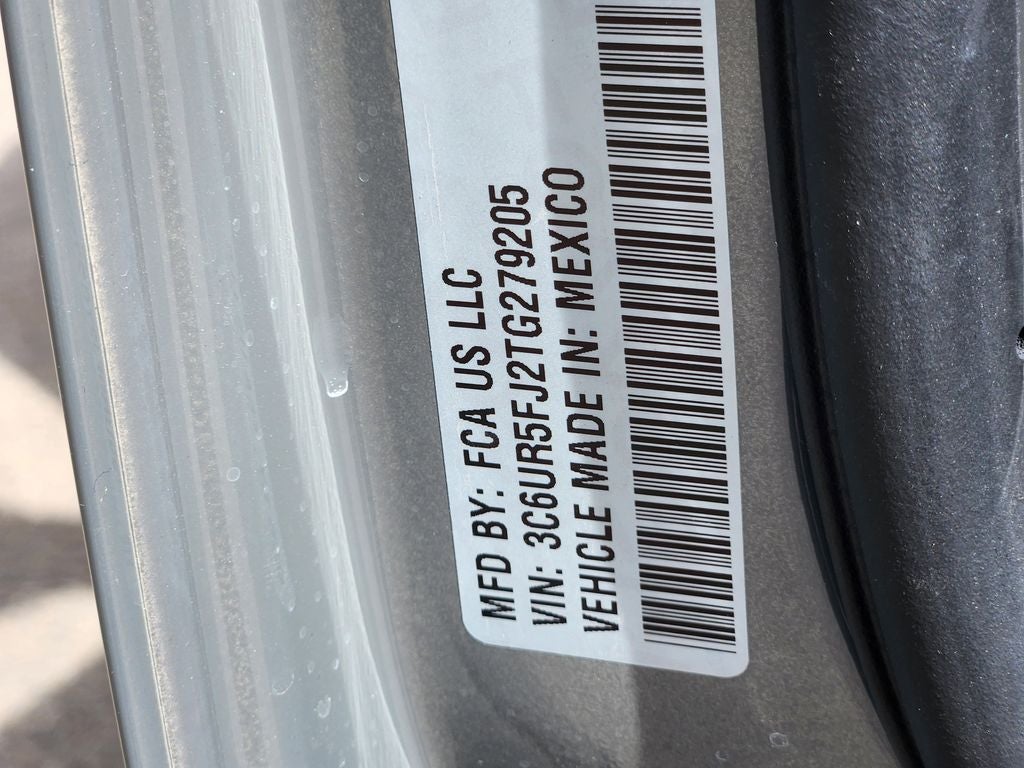 MFD BY: FCA US LLC
VIN: 3C6UR5FJ2TG279205
VEHICLE MADE IN: MEXICO